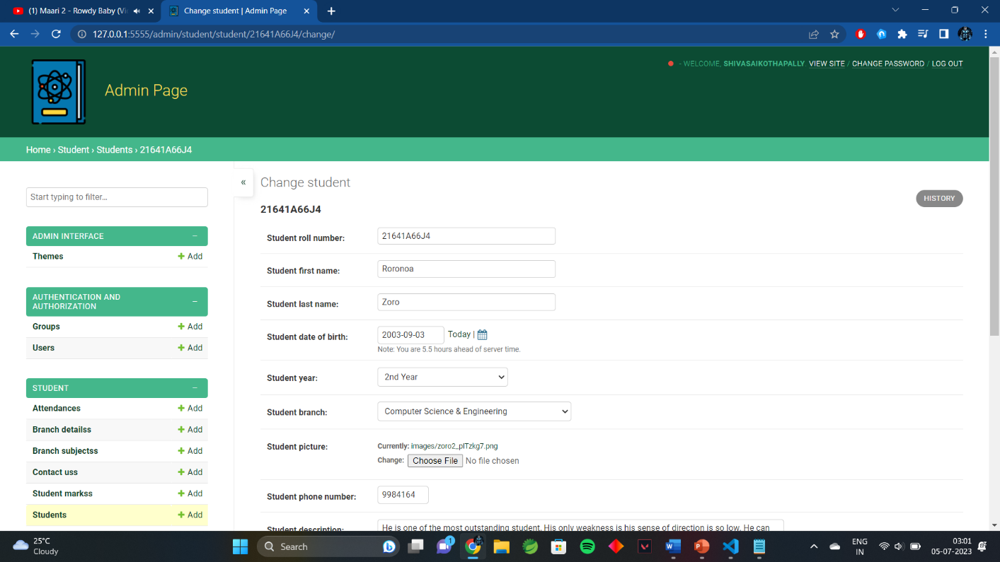 (1) Maari 2 - Rowdy Baby (Vi
Change student | Admin Page
127.0.0.1:5555/admin/student/student/21641A66J4/change/
- WELCOME, SHIVASAIKOTHAPALLY VIEW SITE / CHANGE PASSWORD / LOG OUT
Admin Page
Home › Student › Students › 21641A66J4
Start typing to filter...
ADMIN INTERFACE
Themes + Add
AUTHENTICATION AND
AUTHORIZATION
Groups + Add
Users + Add
STUDENT
Attendances + Add
Branch detailss + Add
Branch subjectss + Add
Contact uss + Add
Student markss + Add
Students + Add
«
Change student
HISTORY
21641A66J4
Student roll number: 21641A66J4
Student first name: Roronoa
Student last name: Zoro
Student date of birth: 2003-09-03 Today |
Note: You are 5.5 hours ahead of server time.
Student year: 2nd Year
Student branch: Computer Science & Engineering
Student picture: Currently: images/zoro2_pITzkg7.png
Change: Choose File No file chosen
Student phone number: 9984164
Student description: He is one of the most outstanding student. His only weakness is his sense of direction is so low. He can
25°C
Cloudy
Search
1
ENG
IN
03:01
05-07-2023